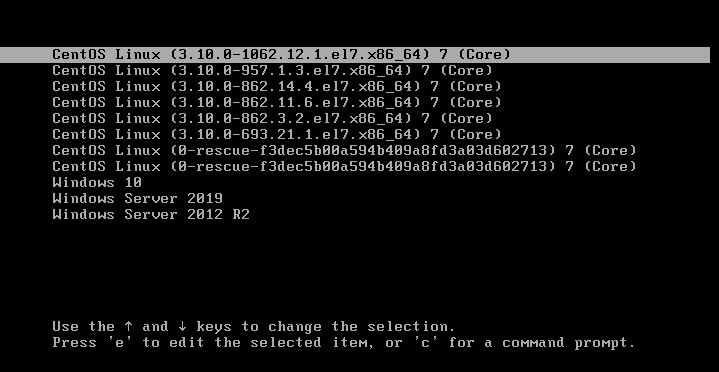 CentOS Linux (3.10.0-1062.12.1.el7.x86_64) 7 (Core)
CentOS Linux (3.10.0-957.1.3.el7.x86_64) 7 (Core)
CentOS Linux (3.10.0-862.14.4.el7.x86_64) 7 (Core)
CentOS Linux (3.10.0-862.11.6.el7.x86_64) 7 (Core)
CentOS Linux (3.10.0-862.3.2.el7.x86_64) 7 (Core)
CentOS Linux (3.10.0-693.21.1.el7.x86_64) 7 (Core)
CentOS Linux (0-rescue-f3dec5b00a594b409a8fd3a03d602713) 7 (Core)
CentOS Linux (0-rescue-f3dec5b00a594b409a8fd3a03d602713) 7 (Core)
Windows 10
Windows Server 2019
Windows Server 2012 R2
Use the ↑ and ↓ keys to change the selection.
Press 'e' to edit the selected item, or 'c' for a command prompt.